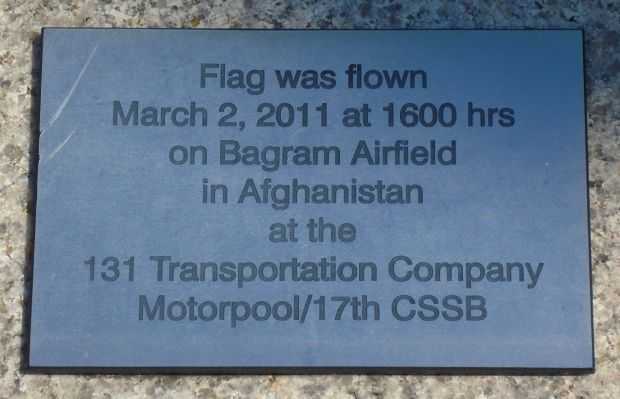 Flag was flown
March 2, 2011 at 1600 hrs
on Bagram Airfield
in Afghanistan
at the
131 Transportation Company
Motorpool/17th CSSB